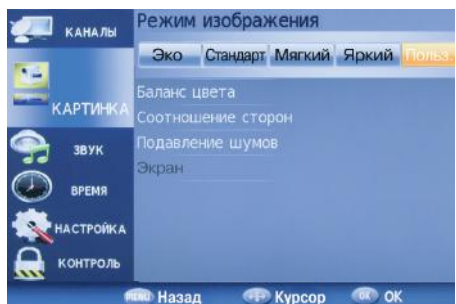 КАНАЛЫ
КАРТИНКА
ЗВУК
ВРЕМЯ
НАСТРОЙКА
КОНТРОЛЬ
Режим изображения
Эко Стандарт Мягкий Яркий Польз.
Баланс цвета
Соотношение сторон
Подавление шумов
Экран
MENU Назад Курсор OK OK